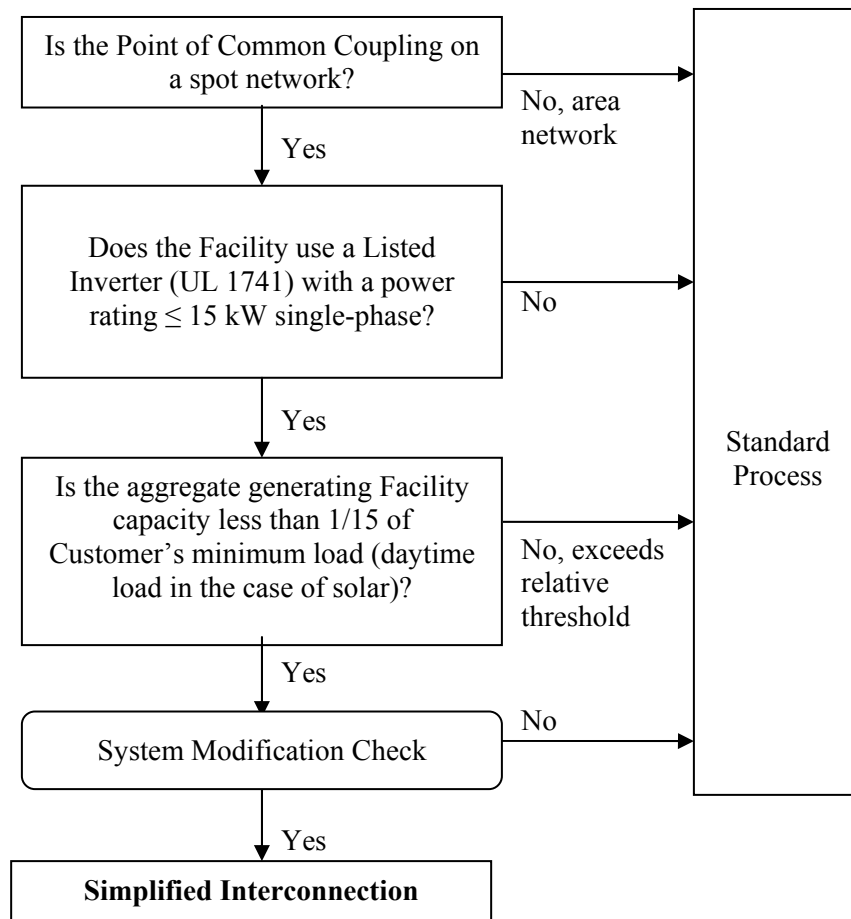 Is the Point of Common Coupling on
a spot network?
No, area
network
Yes
Does the Facility use a Listed
Inverter (UL 1741) with a power
rating ≤ 15 kW single-phase?
No
Yes
Standard
Process
Is the aggregate generating Facility
capacity less than 1/15 of
Customer’s minimum load (daytime
load in the case of solar)?
No, exceeds
relative
threshold
Yes
No
System Modification Check
Yes
Simplified Interconnection